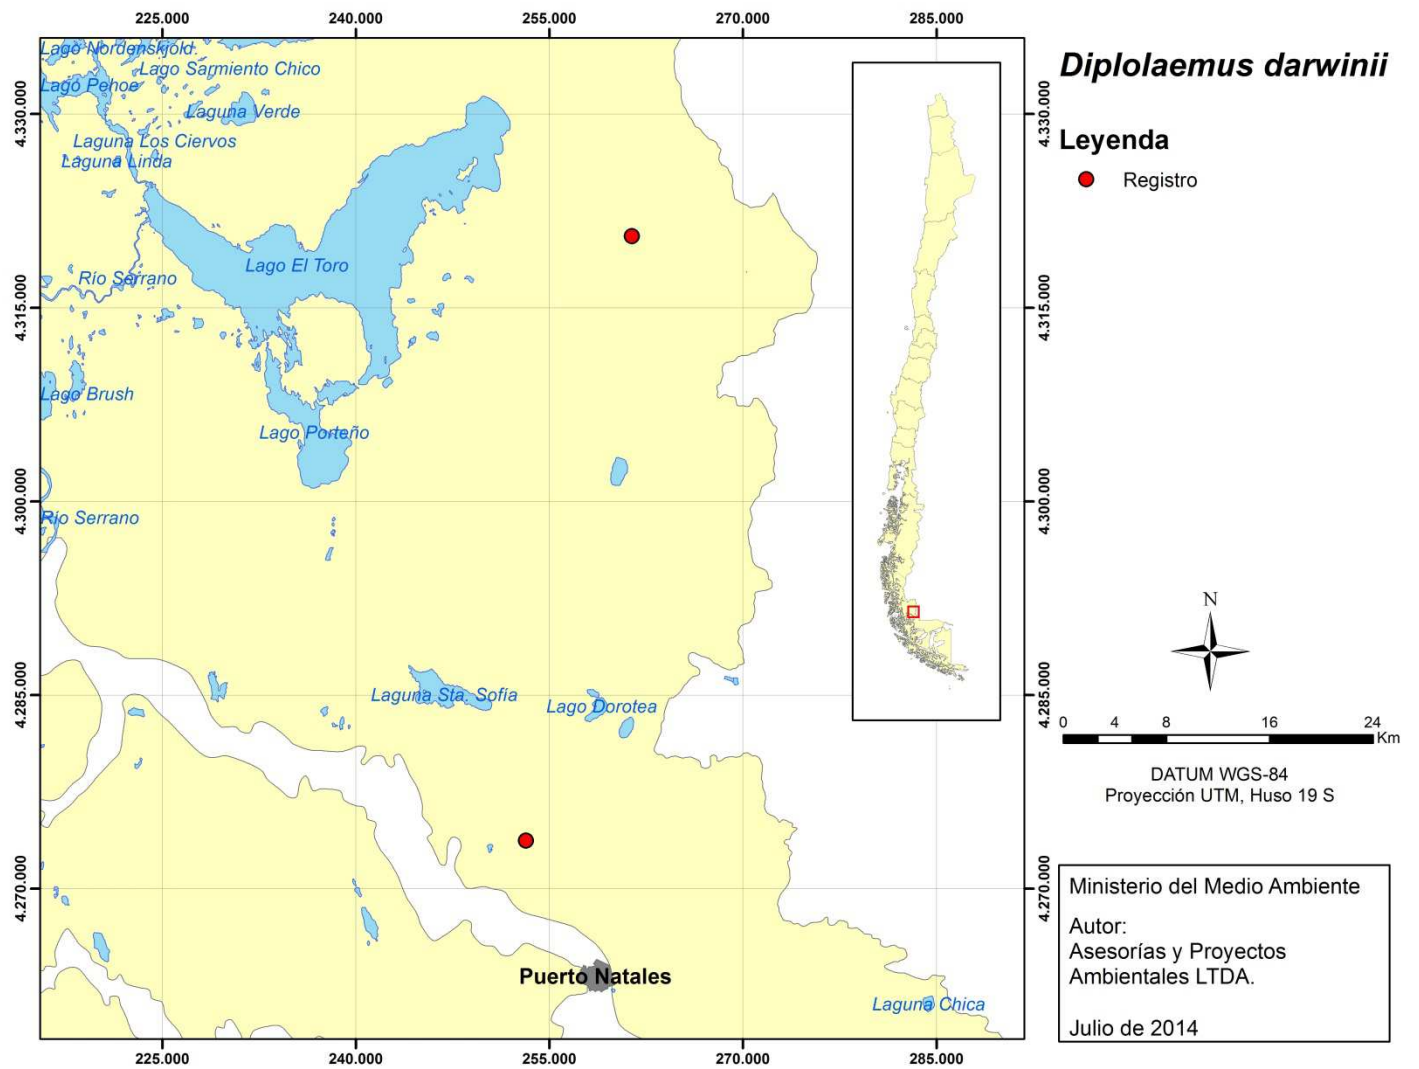 225.000
240.000
255.000
270.000
285.000
Diplolaemus darwinii
Leyenda
Registro
4.330.000
4.315.000
4.300.000
4.285.000
4.270.000
Lago Nordenskjold.
Lago Sarmiento Chico
Lago Pehoe
Laguna Verde
Laguna Los Ciervos
Laguna Linda
Lago El Toro
Río Serrano
Lago Brush
Lago Porteño
Río Serrano
Laguna Sta. Sofía
Lago Dorotea
Puerto Natales
Laguna Chica
4.330.000
4.315.000
4.300.000
4.285.000
4.270.000
225.000
240.000
255.000
270.000
285.000
N
0 4 8 16 24
Km
DATUM WGS-84
Proyección UTM, Huso 19 S
Ministerio del Medio Ambiente
Autor:
Asesorías y Proyectos
Ambientales LTDA.
Julio de 2014